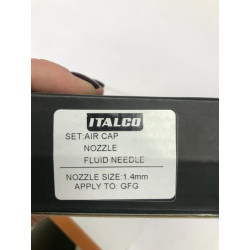 ITALCO
SET:AIR CAP
NOZZLE
FLUID NEEDLE
NOZZLE SIZE:1.4mm
APPLY TO: GFG